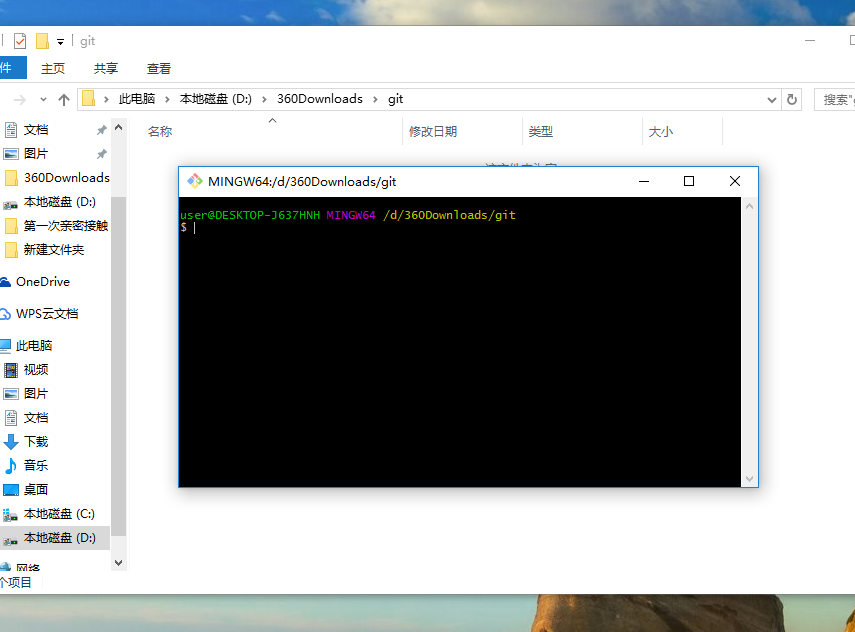 git
件
主页
共享
查看
此电脑
本地磁盘 (D:)
360Downloads
git
搜索"
名称
修改日期
类型
大小
文档
图片
360Downloads
本地磁盘 (D:)
第一次亲密接触
新建文件夹
OneDrive
WPS云文档
此电脑
视频
图片
文档
下载
音乐
桌面
本地磁盘 (C:)
本地磁盘 (D:)
网络
个项目
MINGW64:/d/360Downloads/git
user@DESKTOP-J637HNH MINGW64 /d/360Downloads/git
$